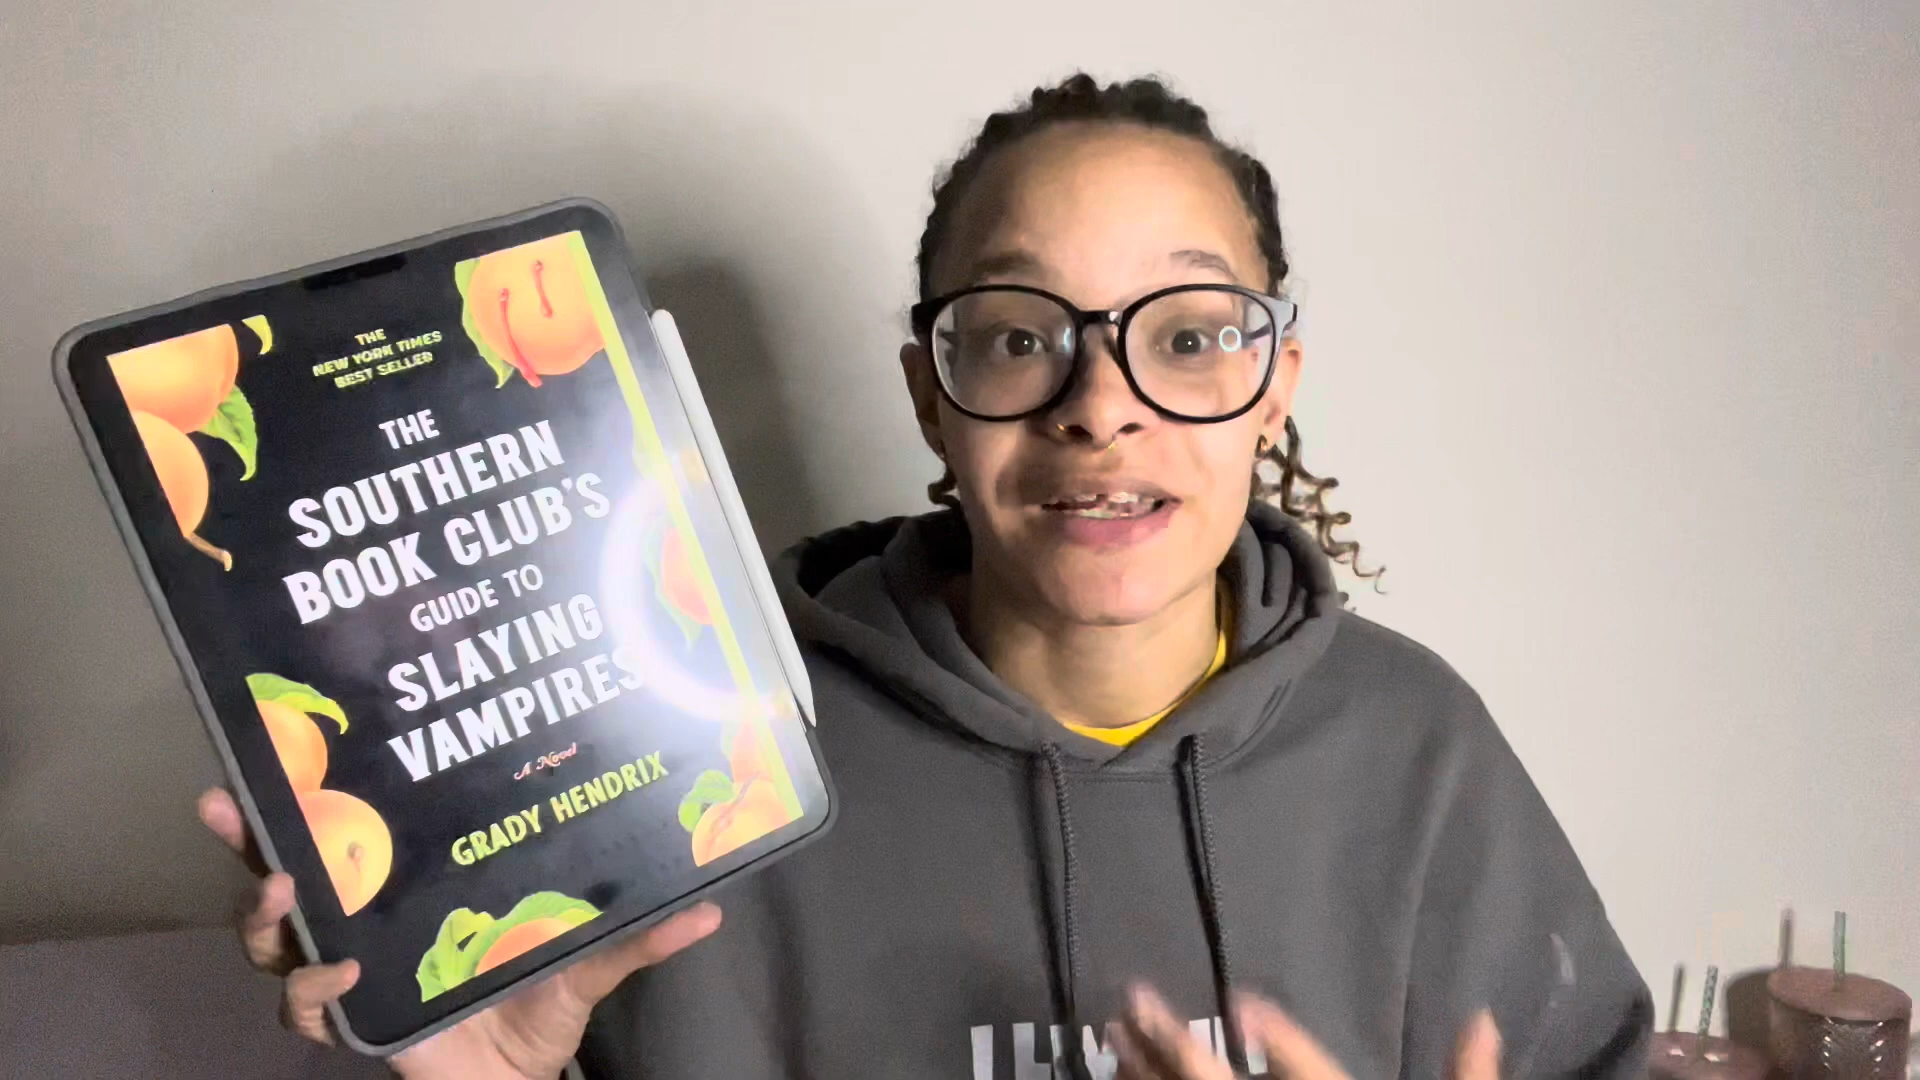 THE
NEW YORK TIMES
BEST SELLER
THE
SOUTHERN
BOOK CLUB'S
GUIDE TO
SLAYING
VAMPIRES
A Novel
GRADY HENDRIX